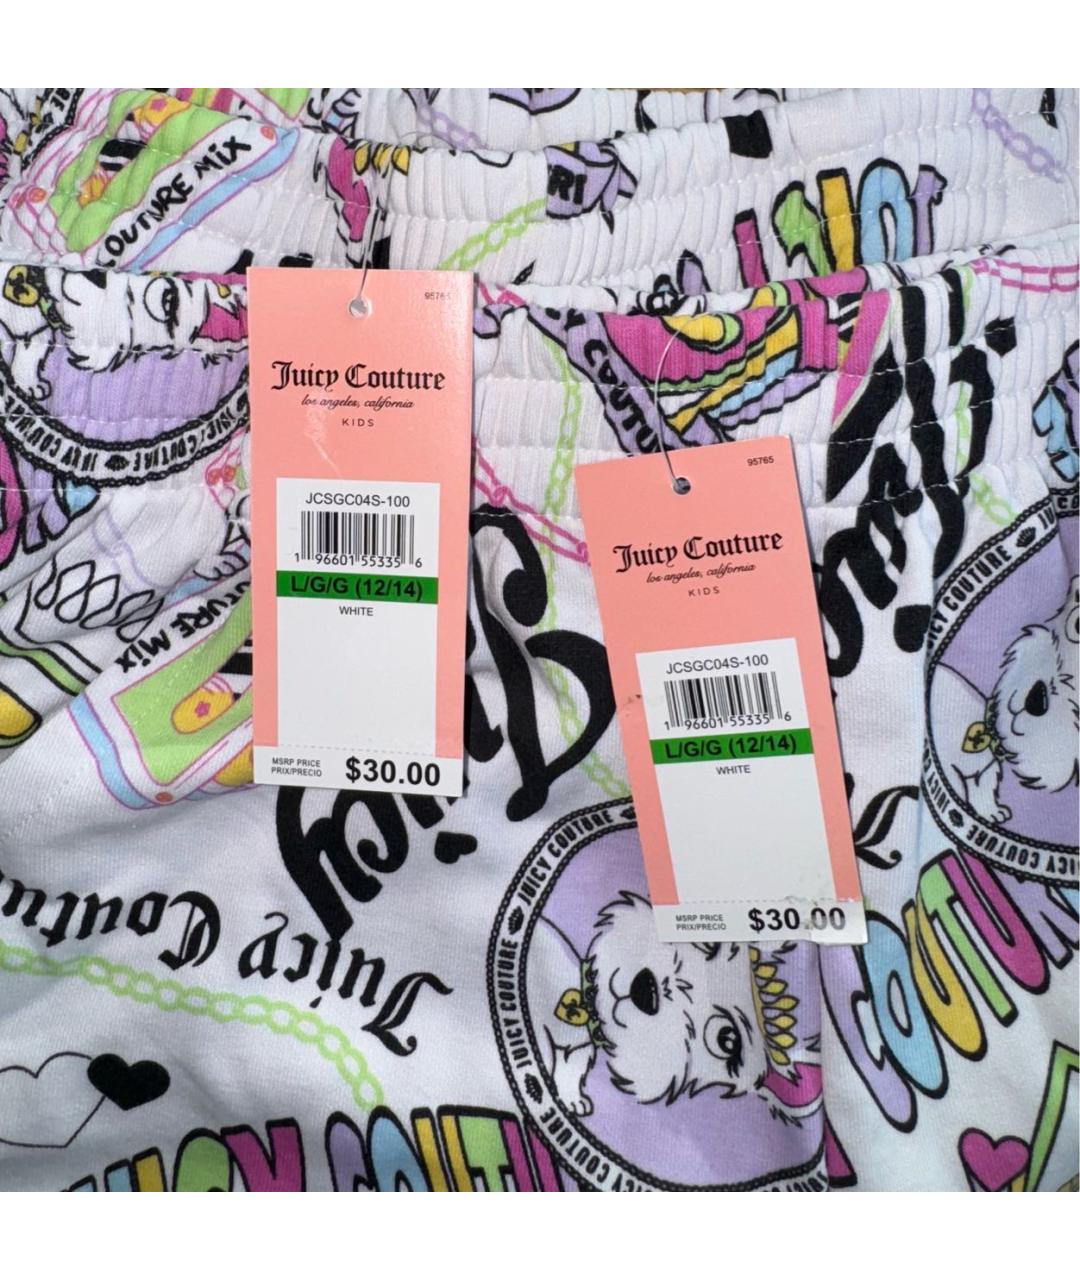 COUTURE MIX
95765
Juicy Couture
los angeles, california
KIDS
JCSGC04S-100
1 96601 55335 6
L/G/G (12/14)
WHITE
MSRP PRICE
PRIX/PRECIO
$30.00
95765
Juicy Couture
los angeles, california
KIDS
JCSGC04S-100
1 96601 55335 6
L/G/G (12/14)
WHITE
MSRP PRICE
PRIX/PRECIO
$30.00
JUICY COUTURE
JUICY COUTURE
JUICY COUTURE
JUICY COUTURE
Juicy Couture